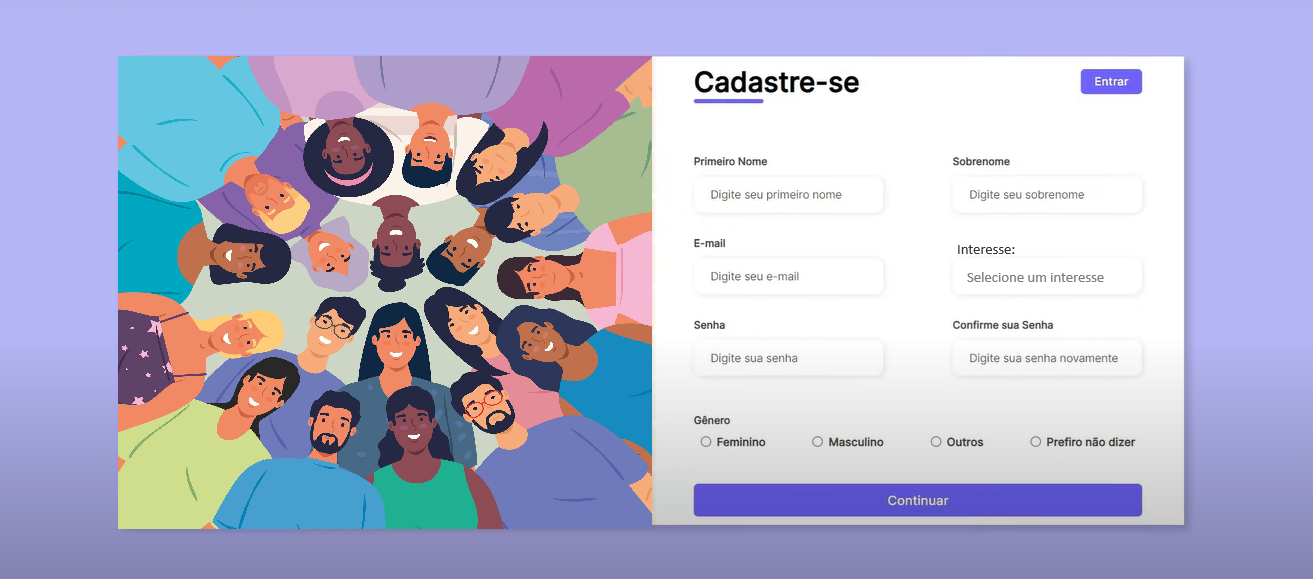 Cadastre-se
Entrar
Primeiro Nome
Sobrenome
Digite seu primeiro nome
Digite seu sobrenome
E-mail
Interesse:
Digite seu e-mail
Selecione um interesse
Senha
Confirme sua Senha
Digite sua senha
Digite sua senha novamente
Gênero
Feminino
Masculino
Outros
Prefiro não dizer
Continuar